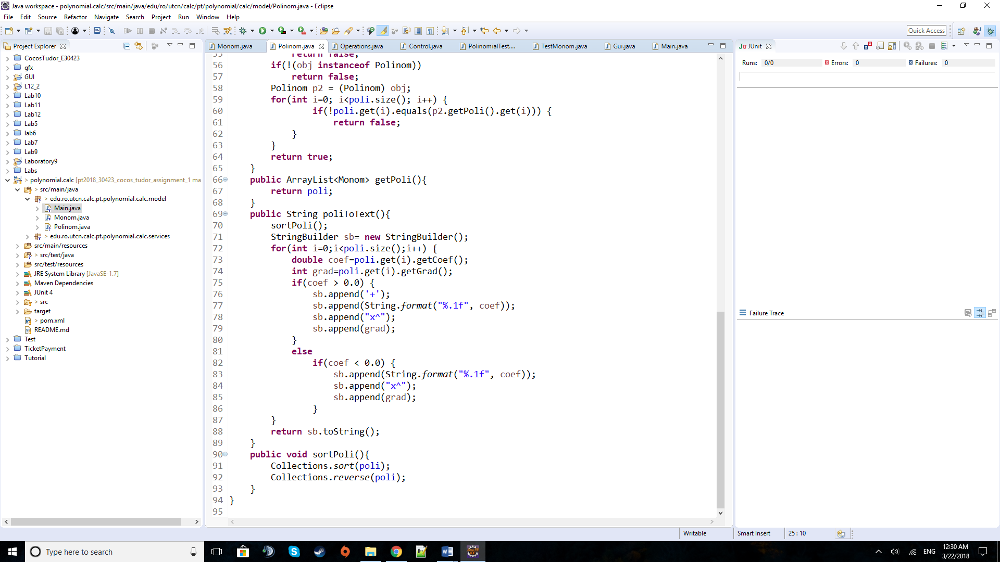 Java workspace - polynomial.calc/src/main/java/edu/ro/utcn/calc/pt/polynomial/calc/model/Polinom.java - Eclipse
File Edit Source Refactor Navigate Search Project Run Window Help
Quick Access
Project Explorer
CocosTudor_E30423
gfx
GUI
L12_2
Lab10
Lab11
Lab12
Lab5
lab6
Lab7
Lab9
Laboratory9
Labs
> polynomial.calc [pt2018_30423_cocos_tudor_assignment_1 ma
> src/main/java
> edu.ro.utcn.calc.pt.polynomial.calc.model
Main.java
Monom.java
Polinom.java
> edu.ro.utcn.calc.pt.polynomial.calc.services
src/main/resources
> src/test/java
src/test/resources
JRE System Library [JavaSE-1.7]
Maven Dependencies
JUnit 4
> src
target
> pom.xml
README.md
Test
TicketPayment
Tutorial
Monom.java Polinom.java Operations.java Control.java PolinomialTest.... TestMonom.java Gui.java Main.java
55 return false;
56 if(!(obj instanceof Polinom))
57 return false;
58 Polinom p2 = (Polinom) obj;
59 for(int i=0; i<poli.size(); i++) {
60 if(!poli.get(i).equals(p2.getPoli().get(i))) {
61 return false;
62 }
63 }
64 return true;
65 }
66 public ArrayList<Monom> getPoli(){
67 return poli;
68 }
69 public String poliToText(){
70 sortPoli();
71 StringBuilder sb= new StringBuilder();
72 for(int i=0;i<poli.size();i++) {
73 double coef=poli.get(i).getCoef();
74 int grad=poli.get(i).getGrad();
75 if(coef > 0.0) {
76 sb.append('+');
77 sb.append(String.format("%.1f", coef));
78 sb.append("x^");
79 sb.append(grad);
80 }
81 else
82 if(coef < 0.0) {
83 sb.append(String.format("%.1f", coef));
84 sb.append("x^");
85 sb.append(grad);
86 }
87 }
88 return sb.toString();
89 }
90 public void sortPoli(){
91 Collections.sort(poli);
92 Collections.reverse(poli);
93 }
94 }
95
JUnit
Runs: 0/0 Errors: 0 Failures: 0
Failure Trace
Writable Smart Insert 25 : 10
Type here to search
ENG
12:30 AM
3/22/2018